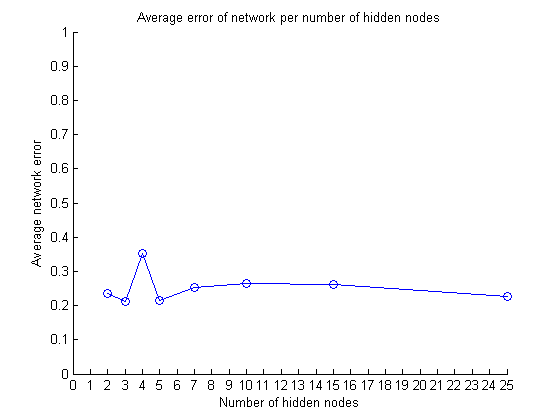 Average error of network per number of hidden nodes
1
0.9
0.8
0.7
0.6
0.5
0.4
0.3
0.2
0.1
0
Average network error
0 1 2 3 4 5 6 7 8 9 10 11 12 13 14 15 16 17 18 19 20 21 22 23 24 25
Number of hidden nodes